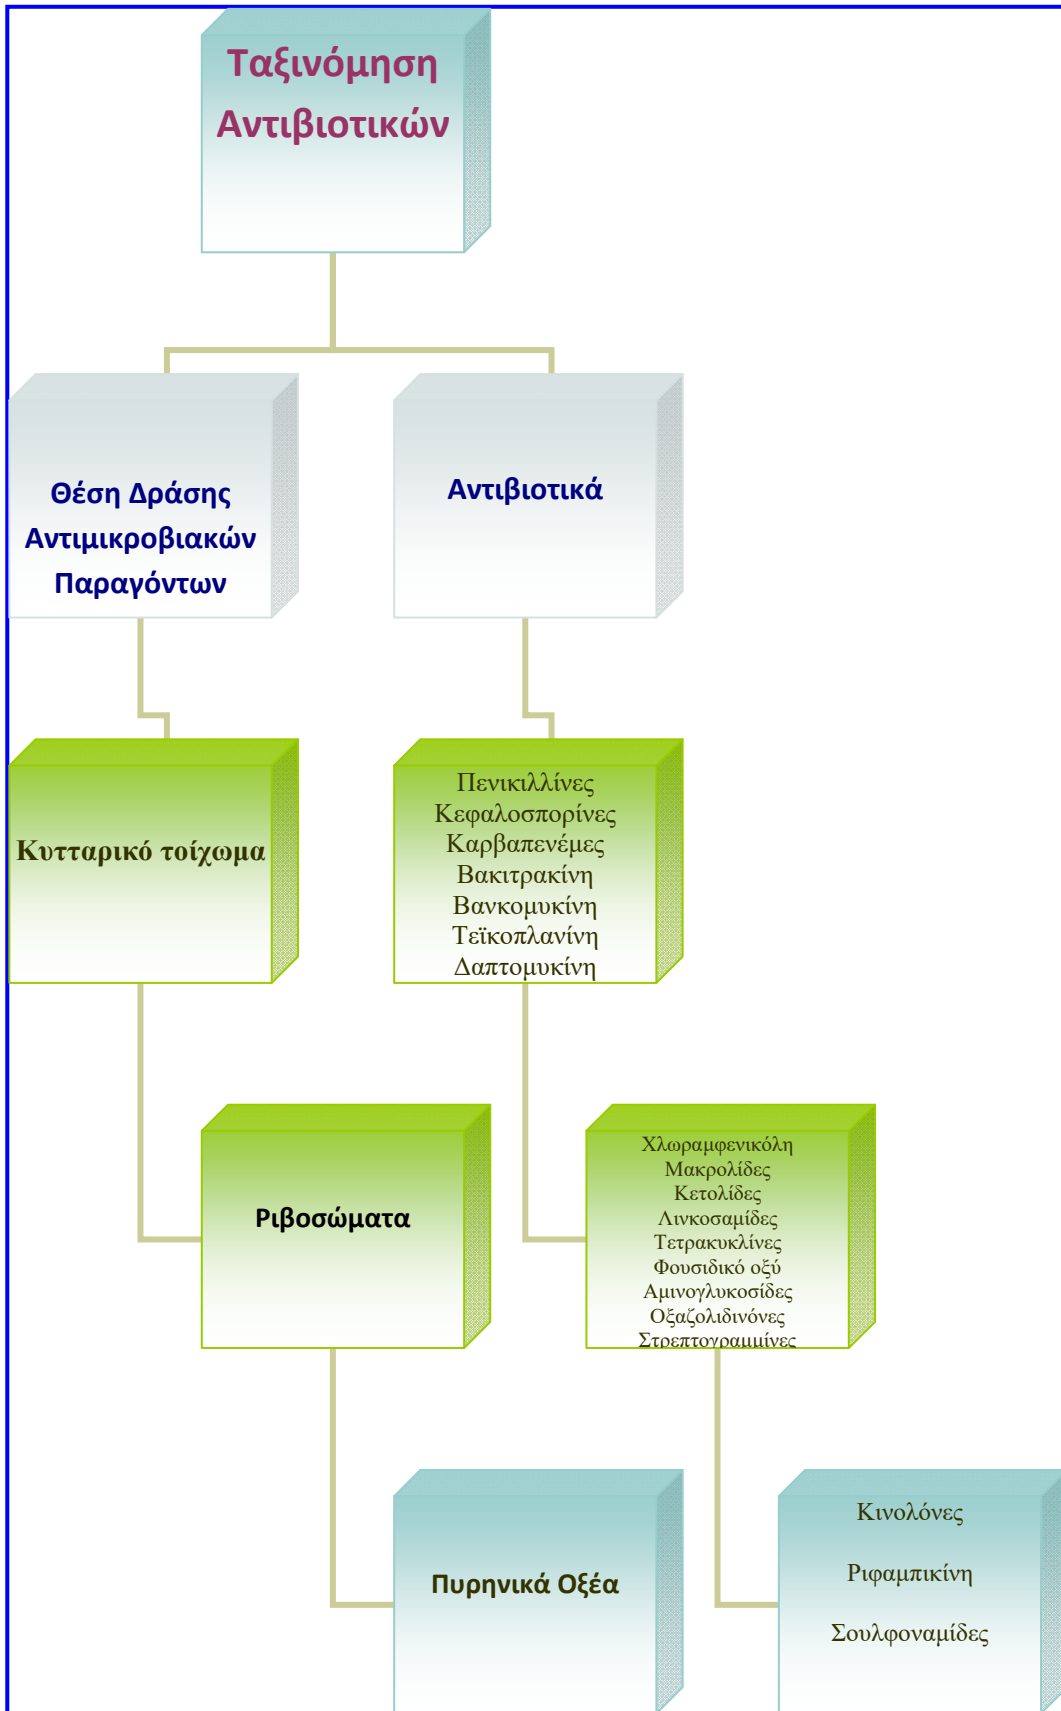 Ταξινόμηση
Αντιβιοτικών
Θέση Δράσης
Αντιμικροβιακών
Παραγόντων
Αντιβιοτικά
Κυτταρικό τοίχωμα
Πενικιλλίνες
Κεφαλοσπορίνες
Καρβαπενέμες
Βακιτρακίνη
Βανκομυκίνη
Τεϊκοπλανίνη
Δαπτομυκίνη
Ριβοσώματα
Χλωραμφενικόλη
Μακρολίδες
Κετολίδες
Λινκοσαμίδες
Τετρακυκλίνες
Φουσιδικό οξύ
Αμινογλυκοσίδες
Οξαζολιδινόνες
Στρεπτογραμμίνες
Πυρηνικά Οξέα
Κινολόνες
Ριφαμπικίνη
Σουλφοναμίδες